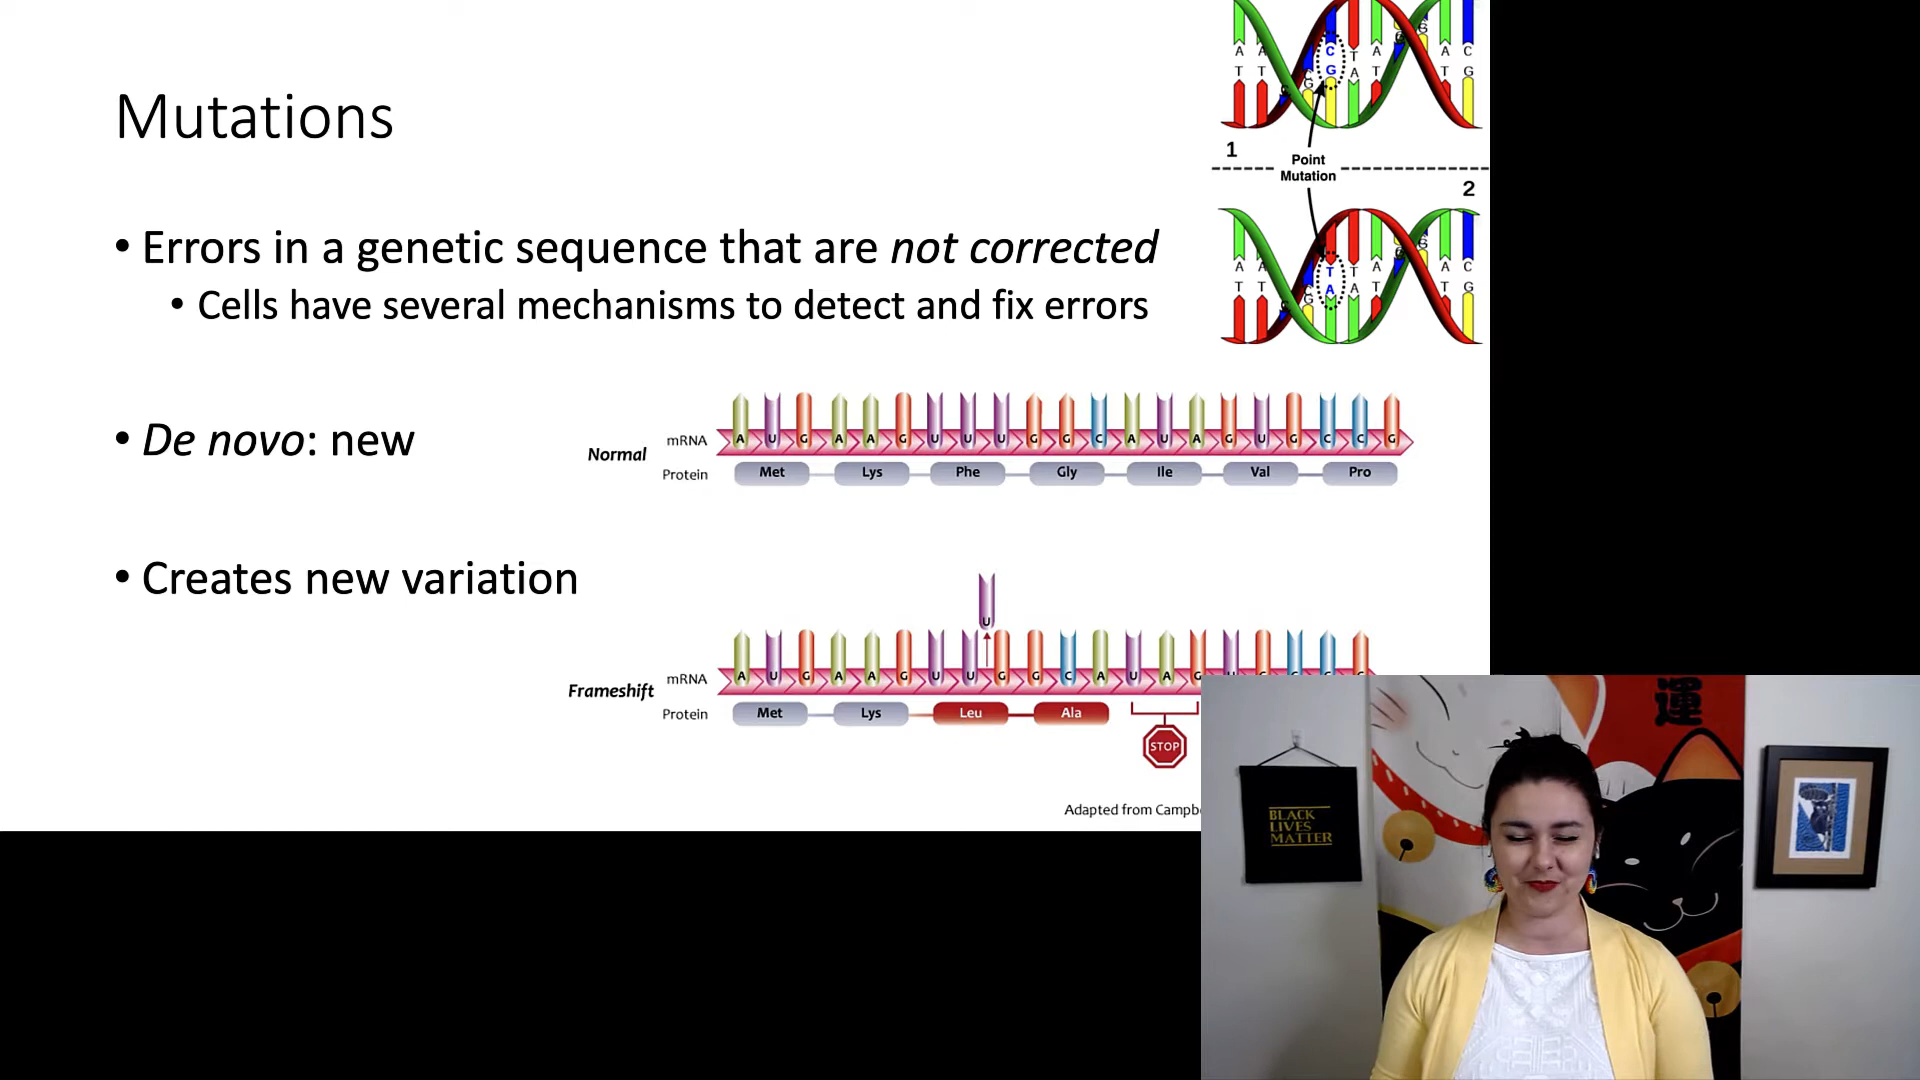 Mutations
• Errors in a genetic sequence that are not corrected
• Cells have several mechanisms to detect and fix errors
• De novo: new
• Creates new variation
A A C T A G A C
T T G G A T T G
1
Point
Mutation
2
A A T T A G A C
T T C G A A T G
Normal
mRNA
A U G A A G U U U G G C A U A G U G C C G
Protein
Met Lys Phe Gly Ile Val Pro
U
Frameshift
mRNA
A U G A A G U U G G C A U A G
Protein
Met Lys Leu Ala
STOP
Adapted from Campb
運
BLACK
LIVES
MATTER